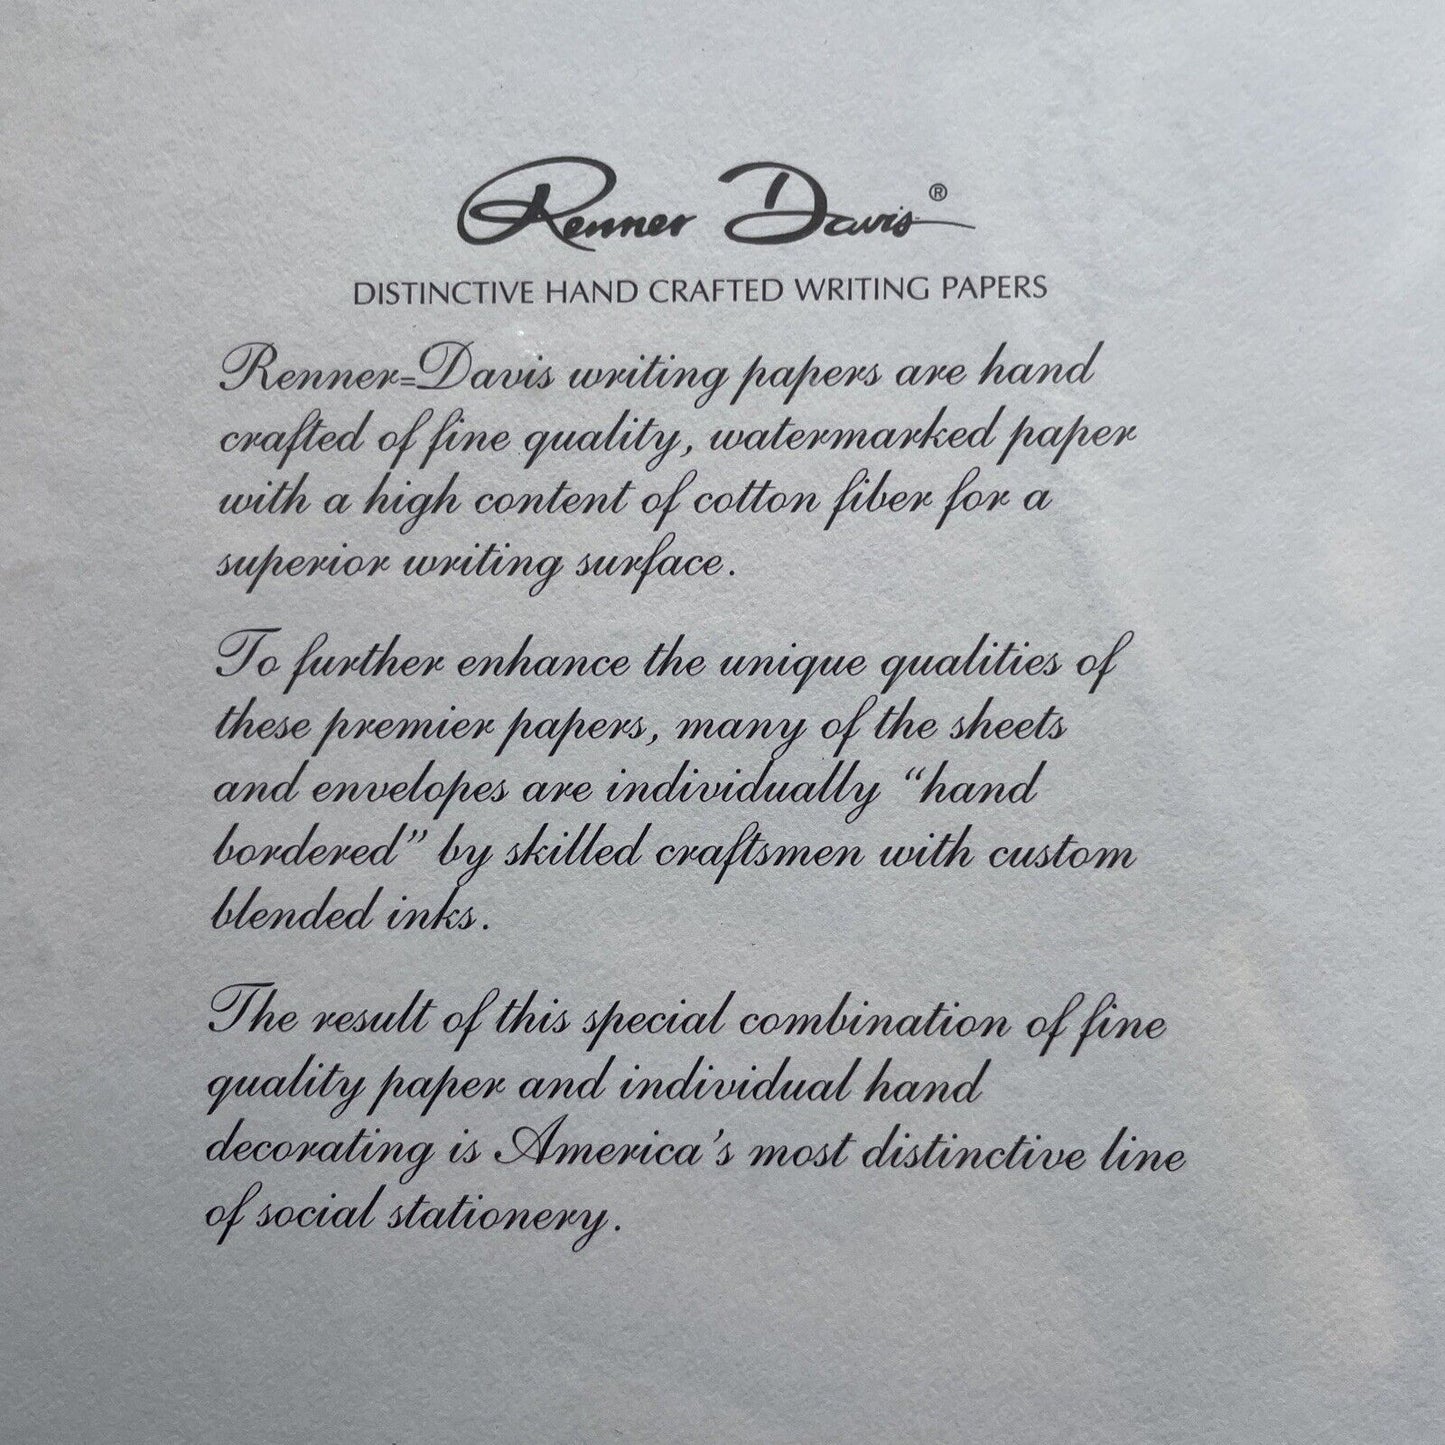 Renner Davis®
DISTINCTIVE HAND CRAFTED WRITING PAPERS
Renner=Davis writing papers are hand
crafted of fine quality, watermarked paper
with a high content of cotton fiber for a
superior writing surface.
To further enhance the unique qualities of
these premier papers, many of the sheets
and envelopes are individually “hand
bordered” by skilled craftsmen with custom
blended inks.
The result of this special combination of fine
quality paper and individual hand
decorating is America’s most distinctive line
of social stationery.